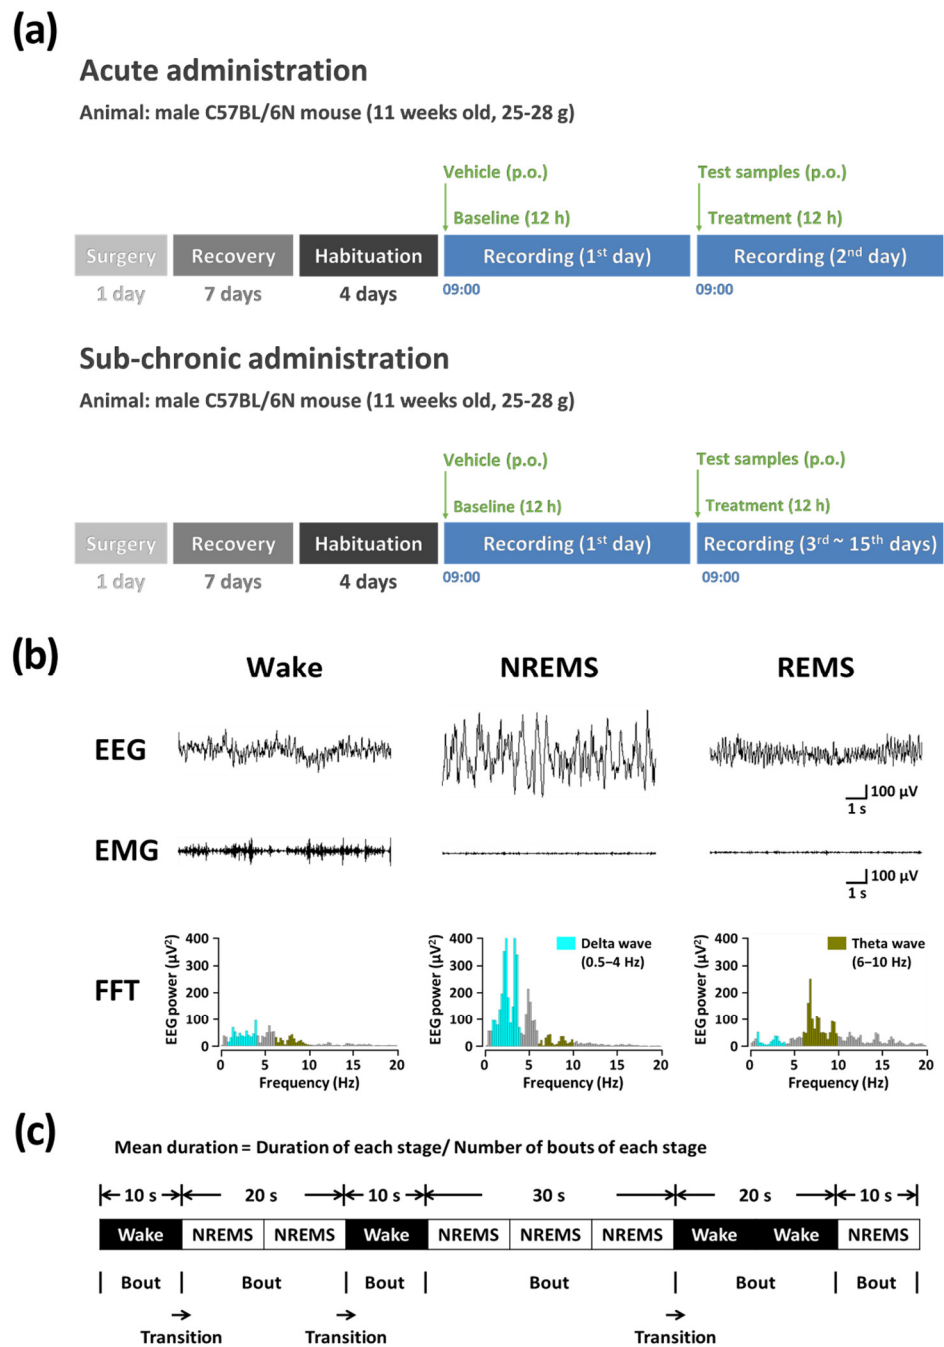 (a)
Acute administration
Animal: male C57BL/6N mouse (11 weeks old, 25-28 g)
Vehicle (p.o.) Test samples (p.o.)
Baseline (12 h) Treatment (12 h)
Surgery Recovery Habituation Recording (1st day) Recording (2nd day)
1 day 7 days 4 days 09:00 09:00
Sub-chronic administration
Animal: male C57BL/6N mouse (11 weeks old, 25-28 g)
Vehicle (p.o.) Test samples (p.o.)
Baseline (12 h) Treatment (12 h)
Surgery Recovery Habituation Recording (1st day) Recording (3rd ~ 15th days)
1 day 7 days 4 days 09:00 09:00
(b)
Wake NREMS REMS
EEG
100 µV
1 s
EMG
100 µV
1 s
FFT
EEG power (µV²)
400
300
200
100
0
0 5 10 15 20
Frequency (Hz)
EEG power (µV²)
400
300
200
100
0
0 5 10 15 20
Frequency (Hz)
Delta wave
(0.5–4 Hz)
EEG power (µV²)
400
300
200
100
0
0 5 10 15 20
Frequency (Hz)
Theta wave
(6–10 Hz)
(c)
Mean duration = Duration of each stage/ Number of bouts of each stage
10 s 20 s 10 s 30 s 20 s 10 s
Wake NREMS NREMS Wake NREMS NREMS NREMS Wake Wake NREMS
Bout Bout Bout Bout Bout Bout
Transition Transition Transition